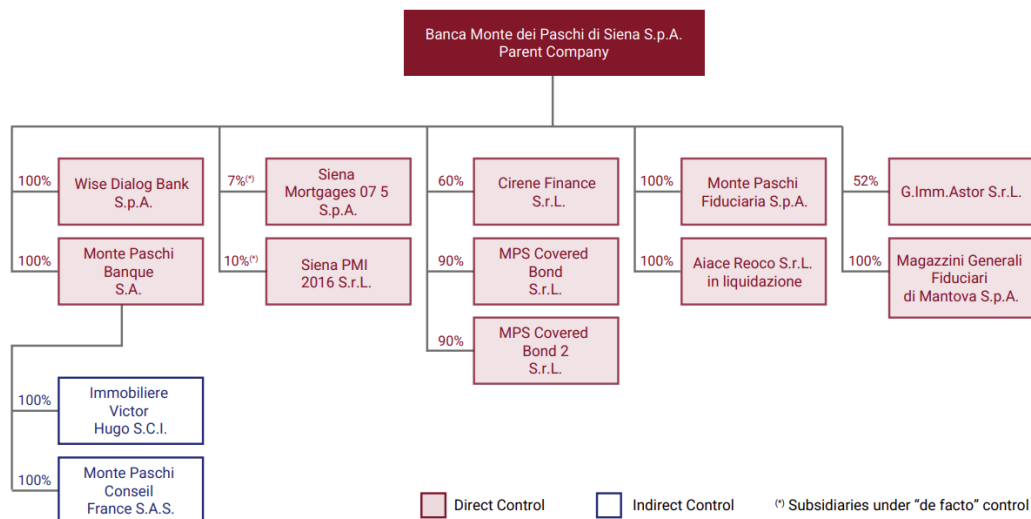 Banca Monte dei Paschi di Siena S.p.A.
Parent Company
100%
Wise Dialog Bank
S.p.A.
7%(*)
Siena
Mortgages 07 5
S.p.A.
60%
Cirene Finance
S.r.L.
100%
Monte Paschi
Fiduciaria S.p.A.
52%
G.Imm.Astor S.r.L.
100%
Monte Paschi
Banque
S.A.
10%(*)
Siena PMI
2016 S.r.L.
90%
MPS Covered
Bond
S.r.L.
100%
Aiace Reoco S.r.L.
in liquidazione
100%
Magazzini Generali
Fiduciari
di Mantova S.p.A.
90%
MPS Covered
Bond 2
S.r.L.
100%
Immobiliere
Victor
Hugo S.C.I.
100%
Monte Paschi
Conseil
France S.A.S.
Direct Control
Indirect Control
(*) Subsidiaries under “de facto” control